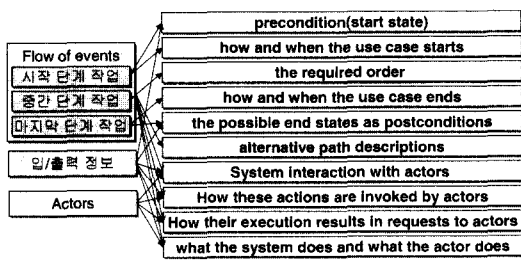 Flow of events
시작 단계 작업
중간 단계 작업
마지막 단계 작업
입/출력 정보
Actors
precondition(start state)
how and when the use case starts
the required order
how and when the use case ends
the possible end states as postconditions
alternative path descriptions
System interaction with actors
How these actions are invoked by actors
How their execution results in requests to actors
what the system does and what the actor does